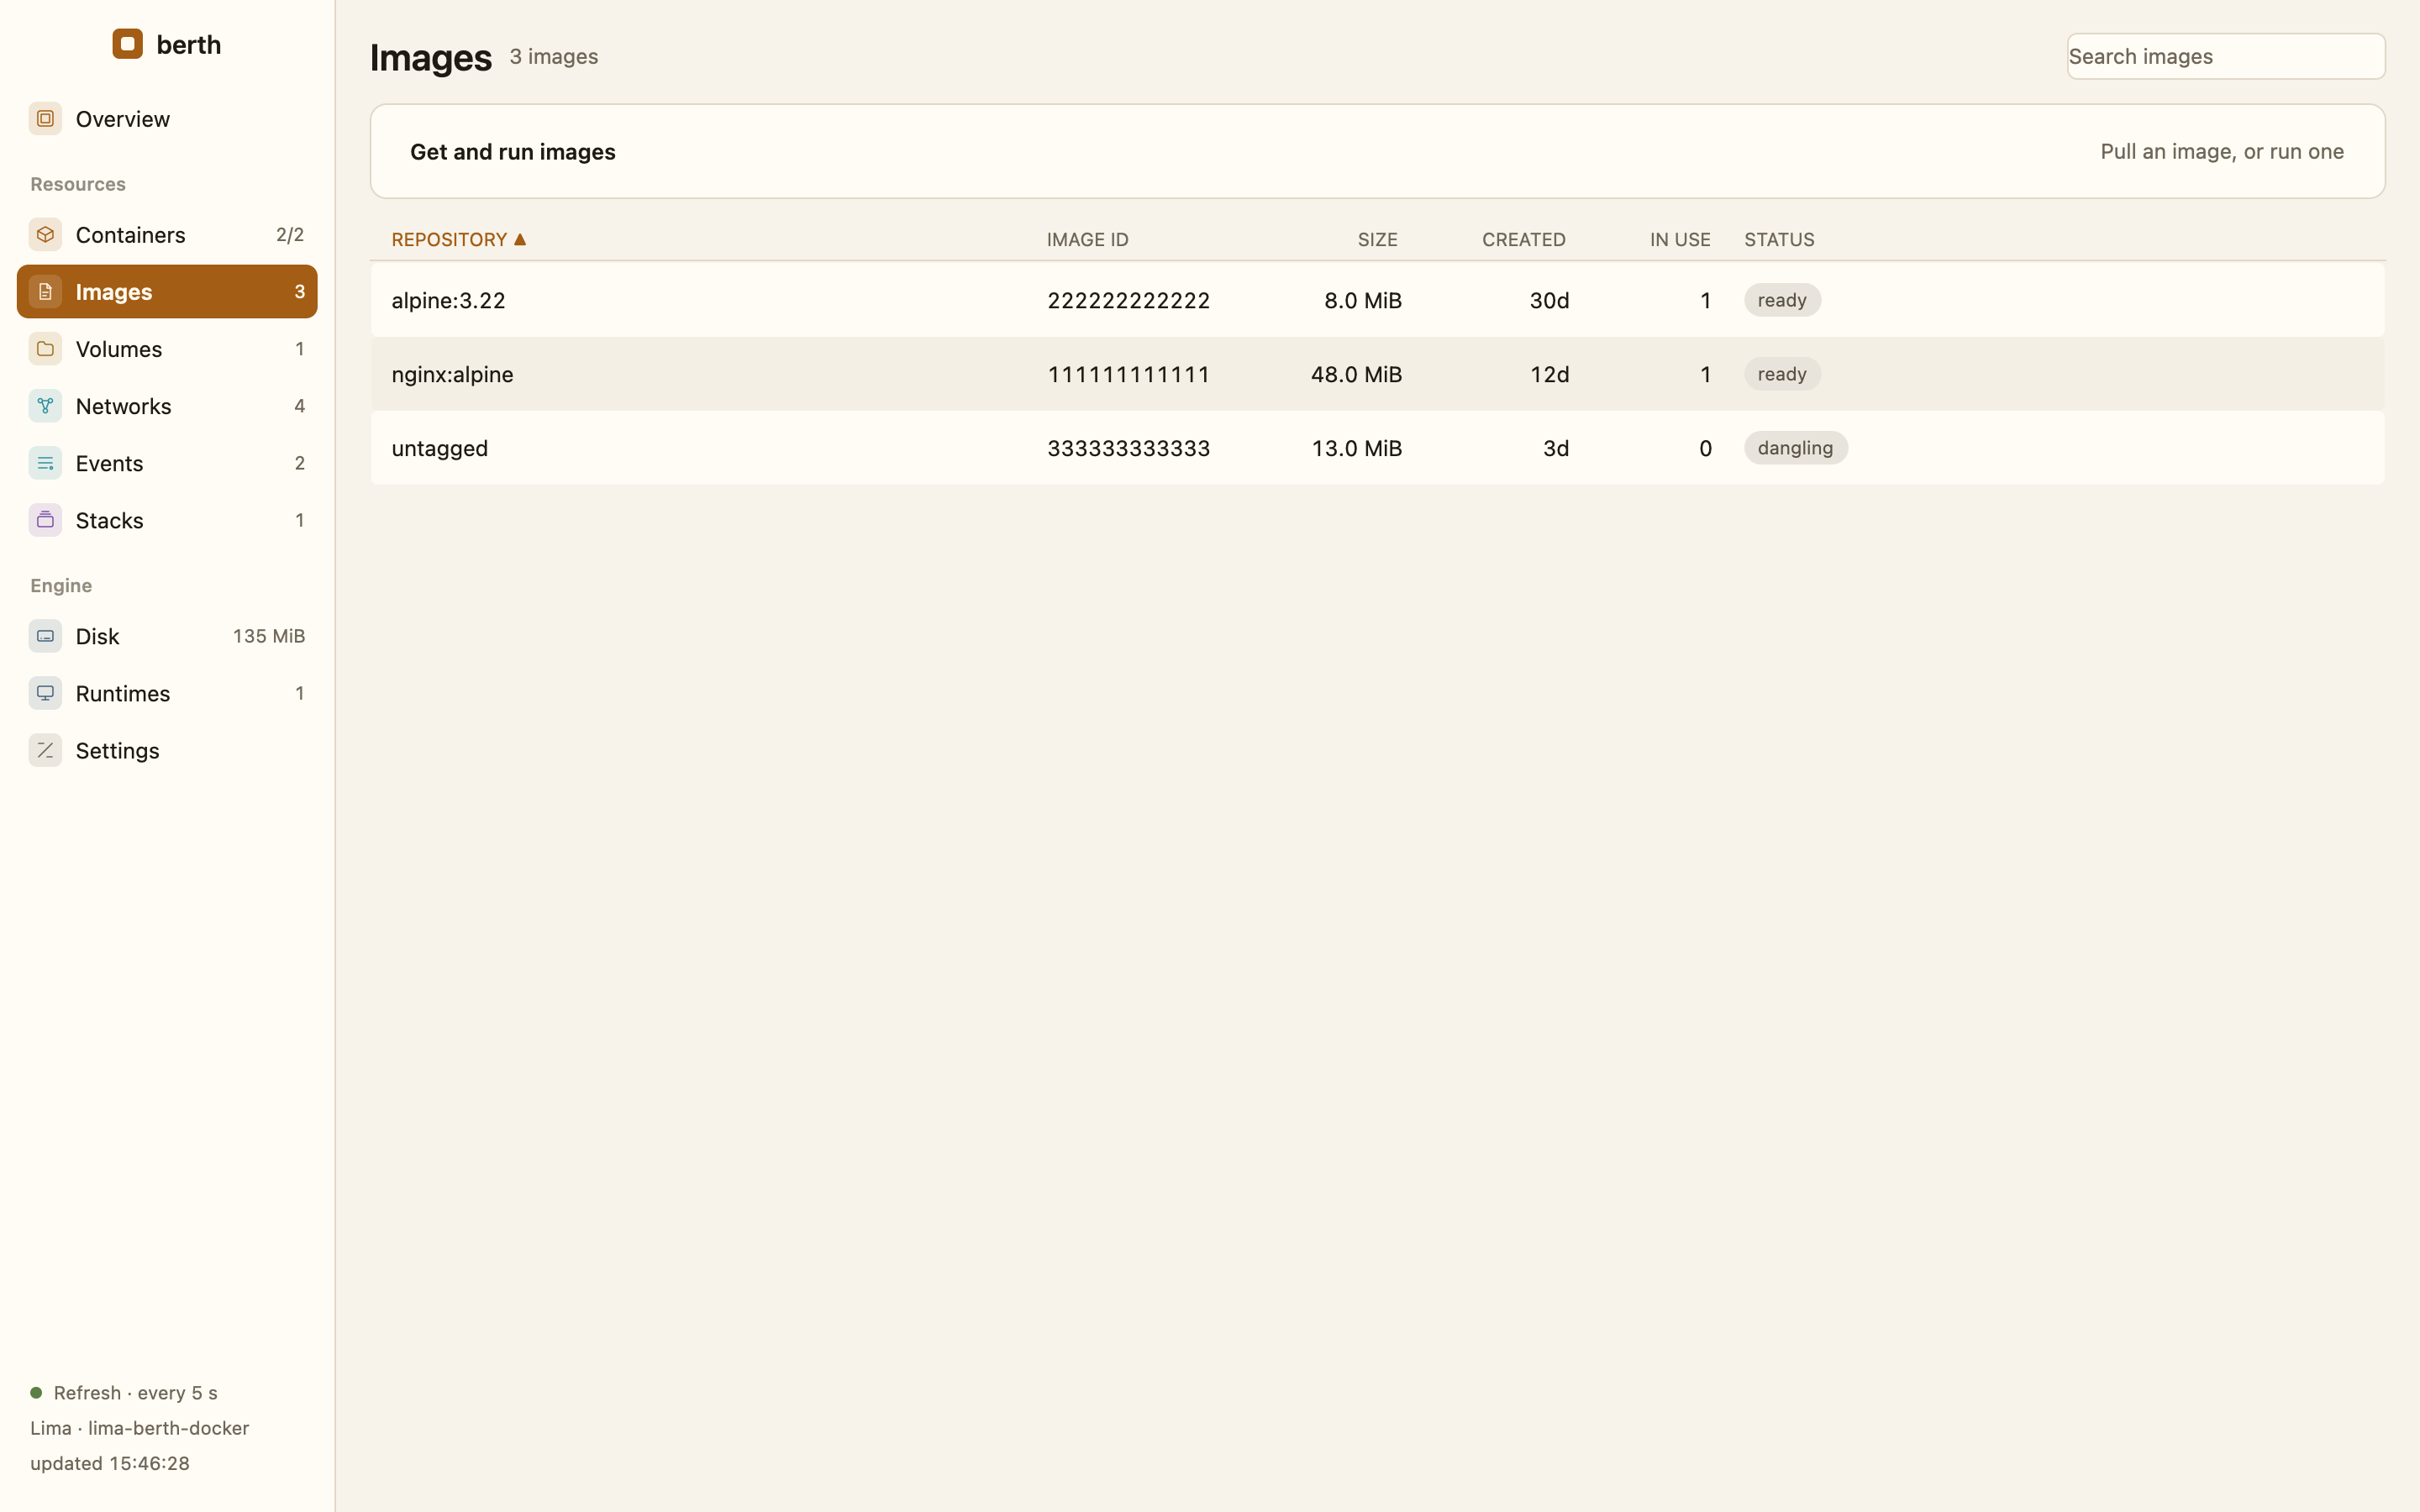 berth
Overview
Resources
Containers 2/2
Images 3
Volumes 1
Networks 4
Events 2
Stacks 1
Engine
Disk 135 MiB
Runtimes 1
Settings
Refresh · every 5 s
Lima · lima-berth-docker
updated 15:46:28
Images 3 images
Search images
Get and run images Pull an image, or run one
REPOSITORY ▲ IMAGE ID SIZE CREATED IN USE STATUS
alpine:3.22 222222222222 8.0 MiB 30d 1 ready
nginx:alpine 111111111111 48.0 MiB 12d 1 ready
untagged 333333333333 13.0 MiB 3d 0 dangling